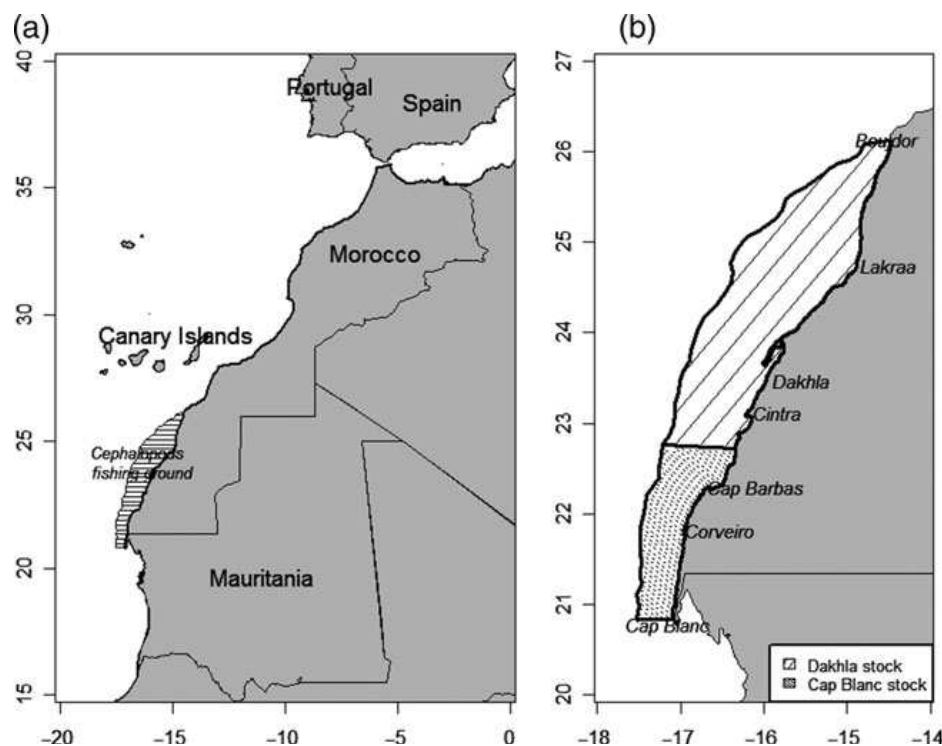 (a)
40
35
30
25
20
15
−20
−15
−10
−5
0
Portugal
Spain
Morocco
Canary Islands
Cephalopods
fishing ground
Mauritania
(b)
27
26
25
24
23
22
21
20
−18
−17
−16
−15
−14
Boujdor
Lakraa
Dakhla
Cintra
Cap Barbas
Corveiro
Cap Blanc
Dakhla stock
Cap Blanc stock